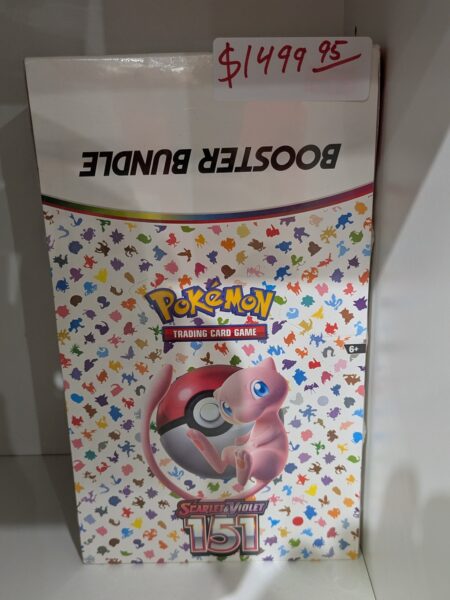 $1499 95
BOOSTER BUNDLE
POKéMON
TRADING CARD GAME
6+
SCARLET & VIOLET
151